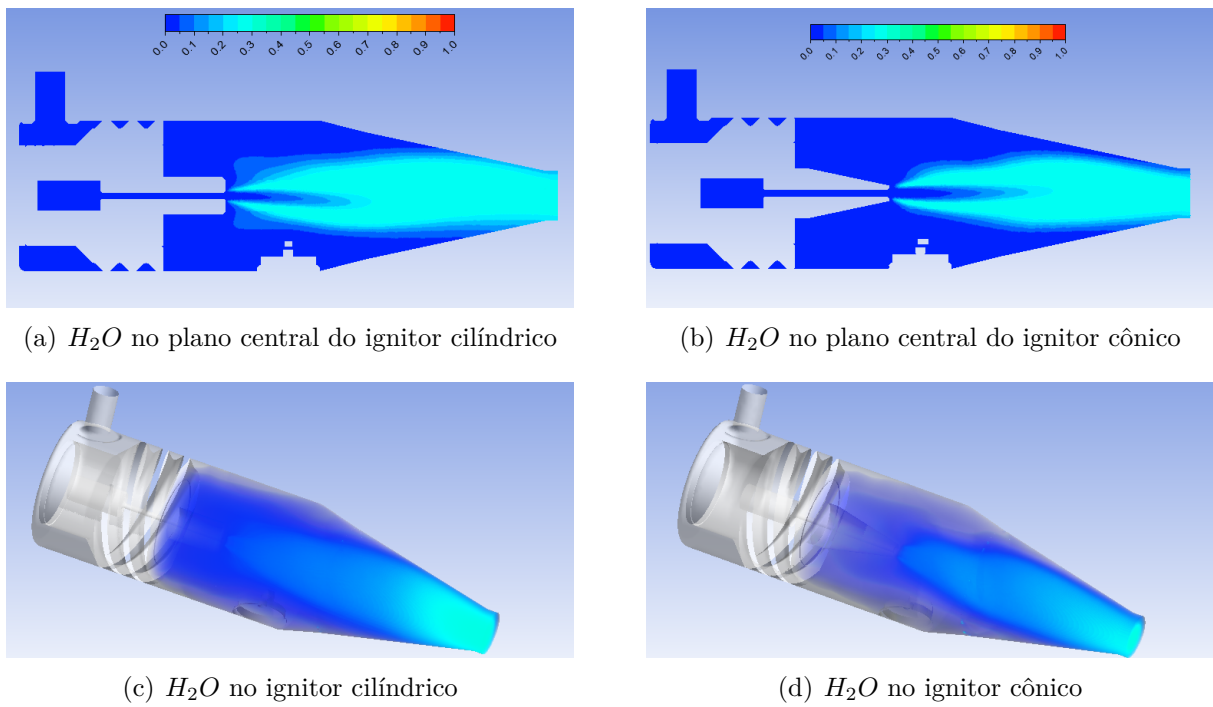 0.0 0.1 0.2 0.3 0.4 0.5 0.6 0.7 0.8 0.9 1.0
0.0 0.1 0.2 0.3 0.4 0.5 0.6 0.7 0.8 0.9 1.0
(a) H₂O no plano central do ignitor cilíndrico
(b) H₂O no plano central do ignitor cônico
(c) H₂O no ignitor cilíndrico
(d) H₂O no ignitor cônico